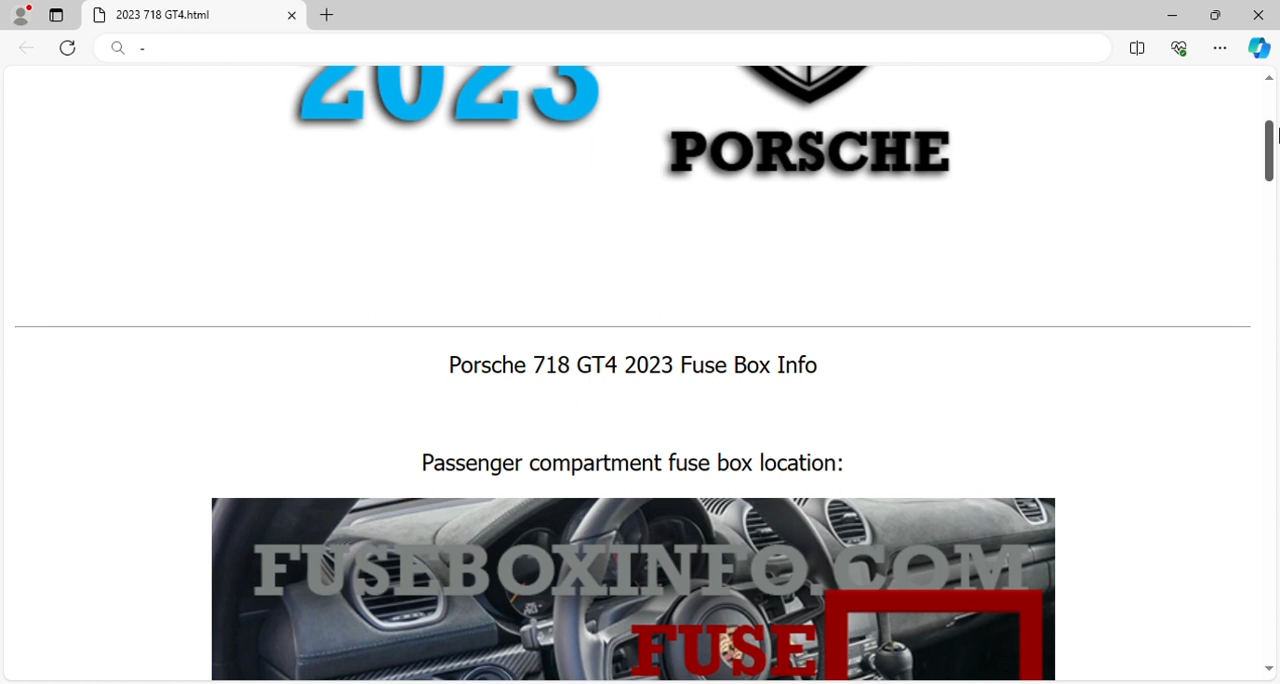 2023 718 GT4.html
-
2023
PORSCHE
Porsche 718 GT4 2023 Fuse Box Info
Passenger compartment fuse box location:
FUSEBOXINFO.COM
FUSE